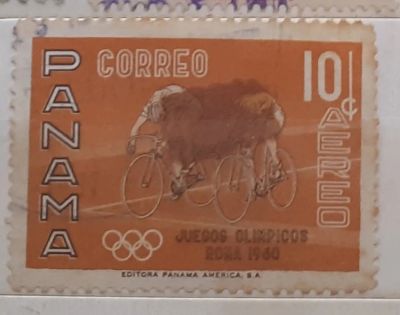 PANAMA
CORREO
10¢
AEREO
JUEGOS OLIMPICOS
ROMA 1960
EDITORA PANAMA AMERICA, S.A.